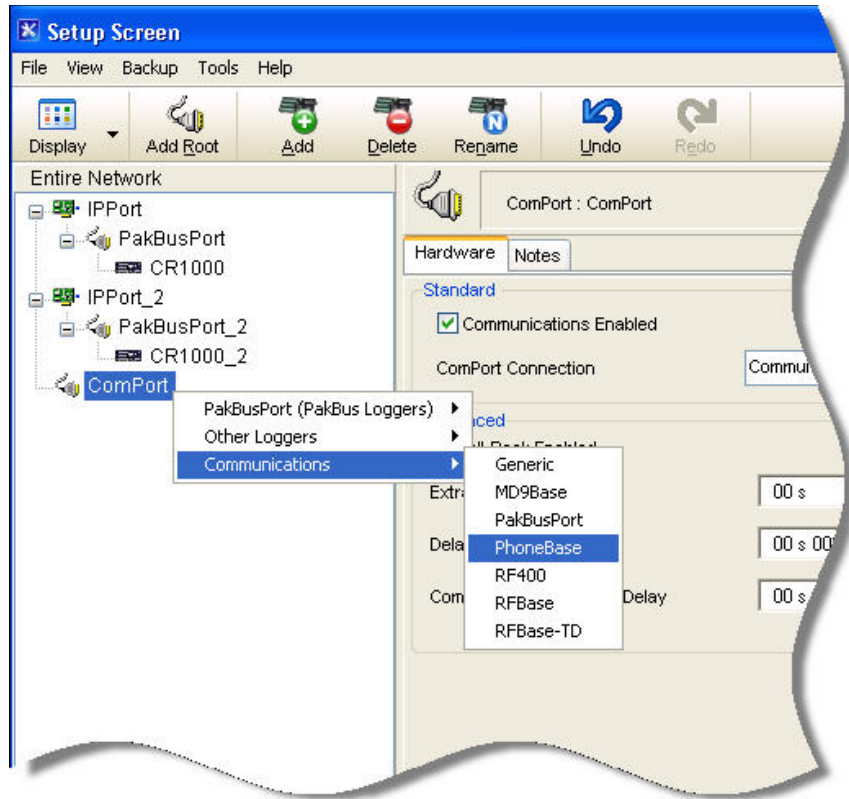 Setup Screen
File View Backup Tools Help
Display Add Root Add Delete Rename Undo Redo
Entire Network
IPPort
PakBusPort
CR1000
IPPort_2
PakBusPort_2
CR1000_2
ComPort
ComPort : ComPort
Hardware Notes
Standard
Communications Enabled
ComPort Connection
PakBusPort (PakBus Loggers)
Other Loggers
Communications
Generic
MD9Base
PakBusPort
PhoneBase
RF400
RFBase
RFBase-TD
00 s
Delay